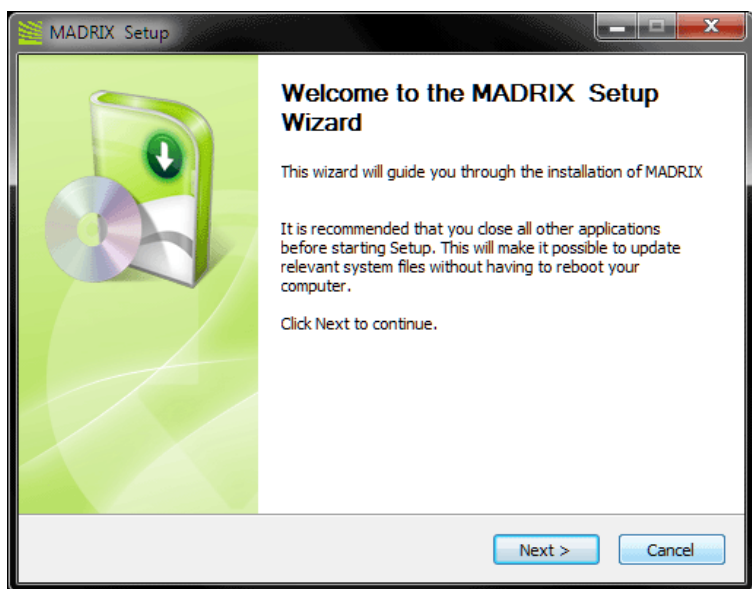 MADRIX Setup
Welcome to the MADRIX Setup
Wizard
This wizard will guide you through the installation of MADRIX
It is recommended that you close all other applications
before starting Setup. This will make it possible to update
relevant system files without having to reboot your
computer.
Click Next to continue.
Next >
Cancel